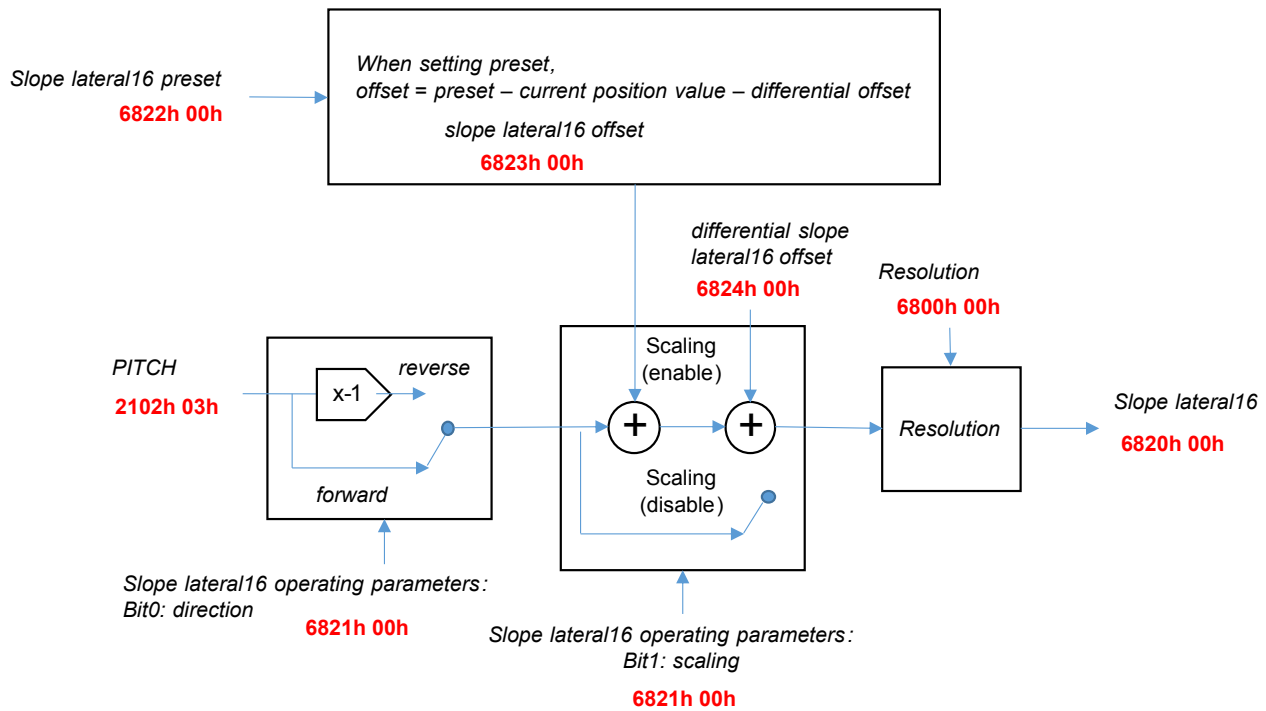 When setting preset,
offset = preset – current position value – differential offset
slope lateral16 offset
6823h 00h
Slope lateral16 preset
6822h 00h
differential slope
lateral16 offset
6824h 00h
Resolution
6800h 00h
PITCH
2102h 03h
x-1
reverse
forward
Scaling
(enable)
+
+
Scaling
(disable)
Resolution
Slope lateral16
6820h 00h
Slope lateral16 operating parameters:
Bit0: direction
6821h 00h
Slope lateral16 operating parameters:
Bit1: scaling
6821h 00h